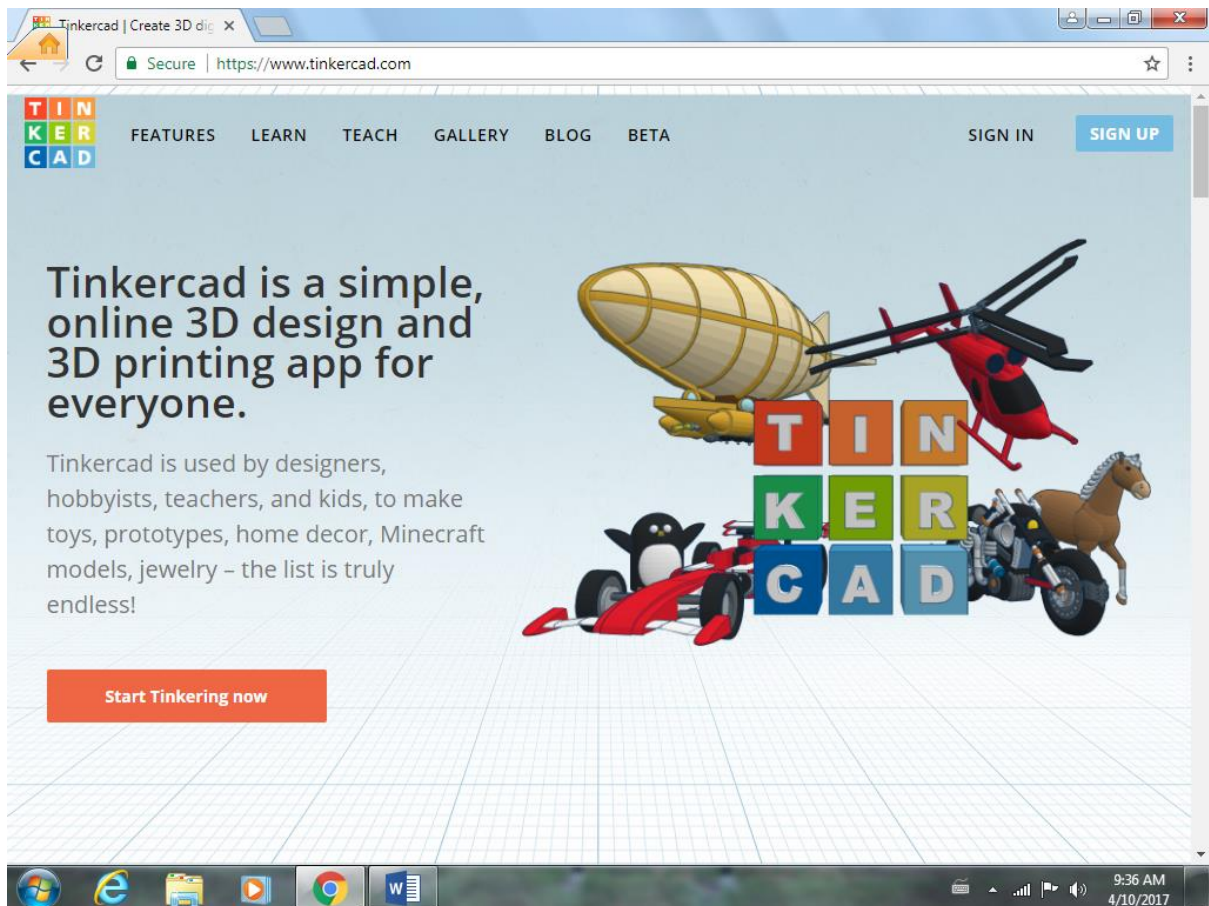 Tinkercad | Create 3D dig
Secure | https://www.tinkercad.com
TIN
KER
CAD
FEATURES LEARN TEACH GALLERY BLOG BETA SIGN IN SIGN UP
Tinkercad is a simple,
online 3D design and
3D printing app for
everyone.
Tinkercad is used by designers,
hobbyists, teachers, and kids, to make
toys, prototypes, home decor, Minecraft
models, jewelry – the list is truly
endless!
TIN
KER
CAD
Start Tinkering now
W
9:36 AM
4/10/2017